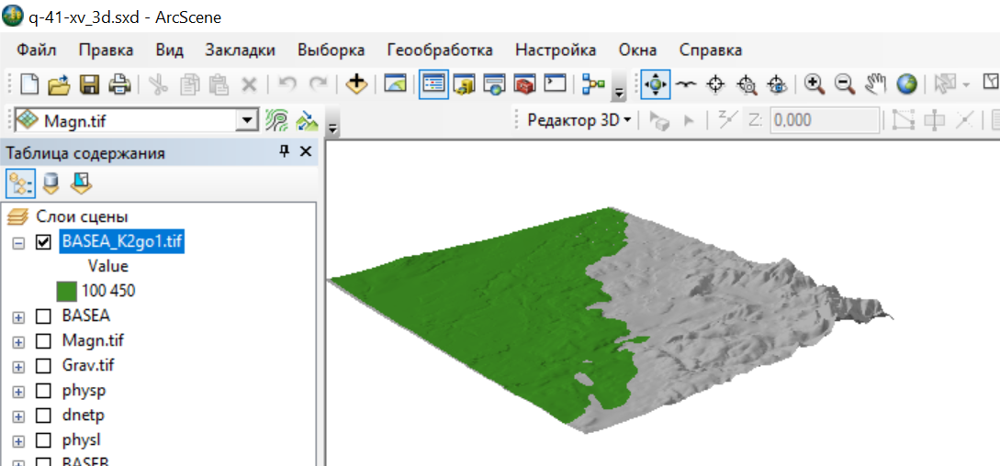 q-41-xv_3d.sxd - ArcScene
Файл Правка Вид Закладки Выборка Геообработка Настройка Окна Справка
Magn.tif Редактор 3D Z: 0,000
Таблица содержания
Слои сцены
BASEA_K2go1.tif
Value
100 450
BASEA
Magn.tif
Grav.tif
physp
dnetp
physl
BASEB